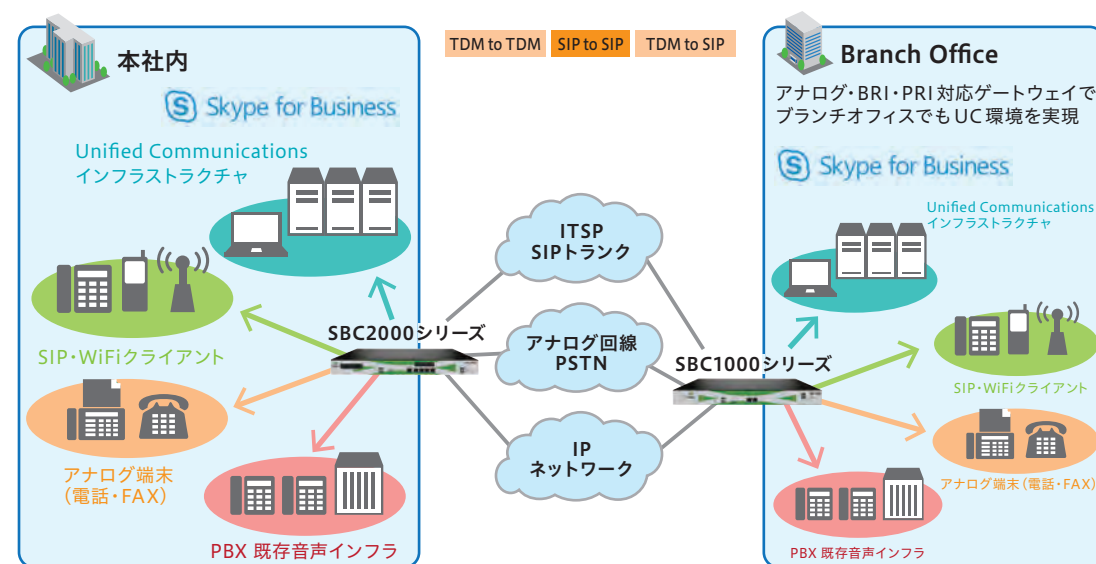 本社内
Skype for Business
Unified Communications
インフラストラクチャ
SIP・WiFiクライアント
アナログ端末
(電話・FAX)
PBX 既存音声インフラ
SBC2000シリーズ
TDM to TDM
SIP to SIP
TDM to SIP
ITSP
SIPトランク
アナログ回線
PSTN
IP
ネットワーク
SBC1000シリーズ
Branch Office
アナログ・BRI・PRI対応ゲートウェイで
ブランチオフィスでもUC環境を実現
Skype for Business
Unified Communications
インフラストラクチャ
SIP・WiFiクライアント
アナログ端末(電話・FAX)
PBX 既存音声インフラ